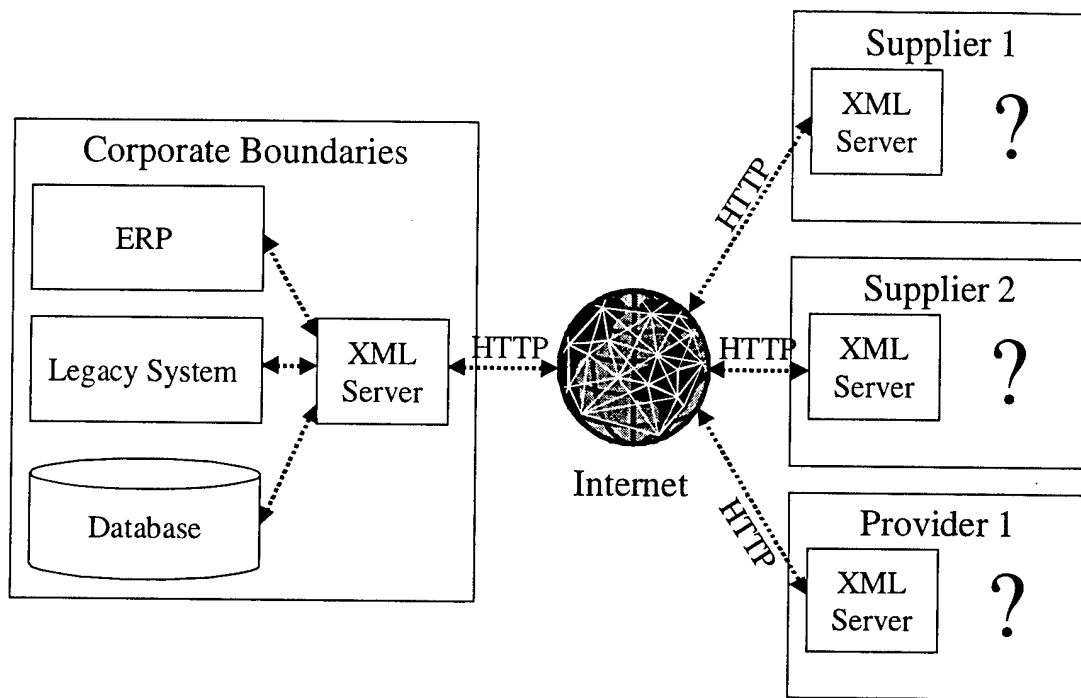 Corporate Boundaries
ERP
Legacy System
Database
XML
Server
HTTP
Internet
HTTP
HTTP
HTTP
Supplier 1
XML
Server
?
Supplier 2
XML
Server
?
Provider 1
XML
Server
?